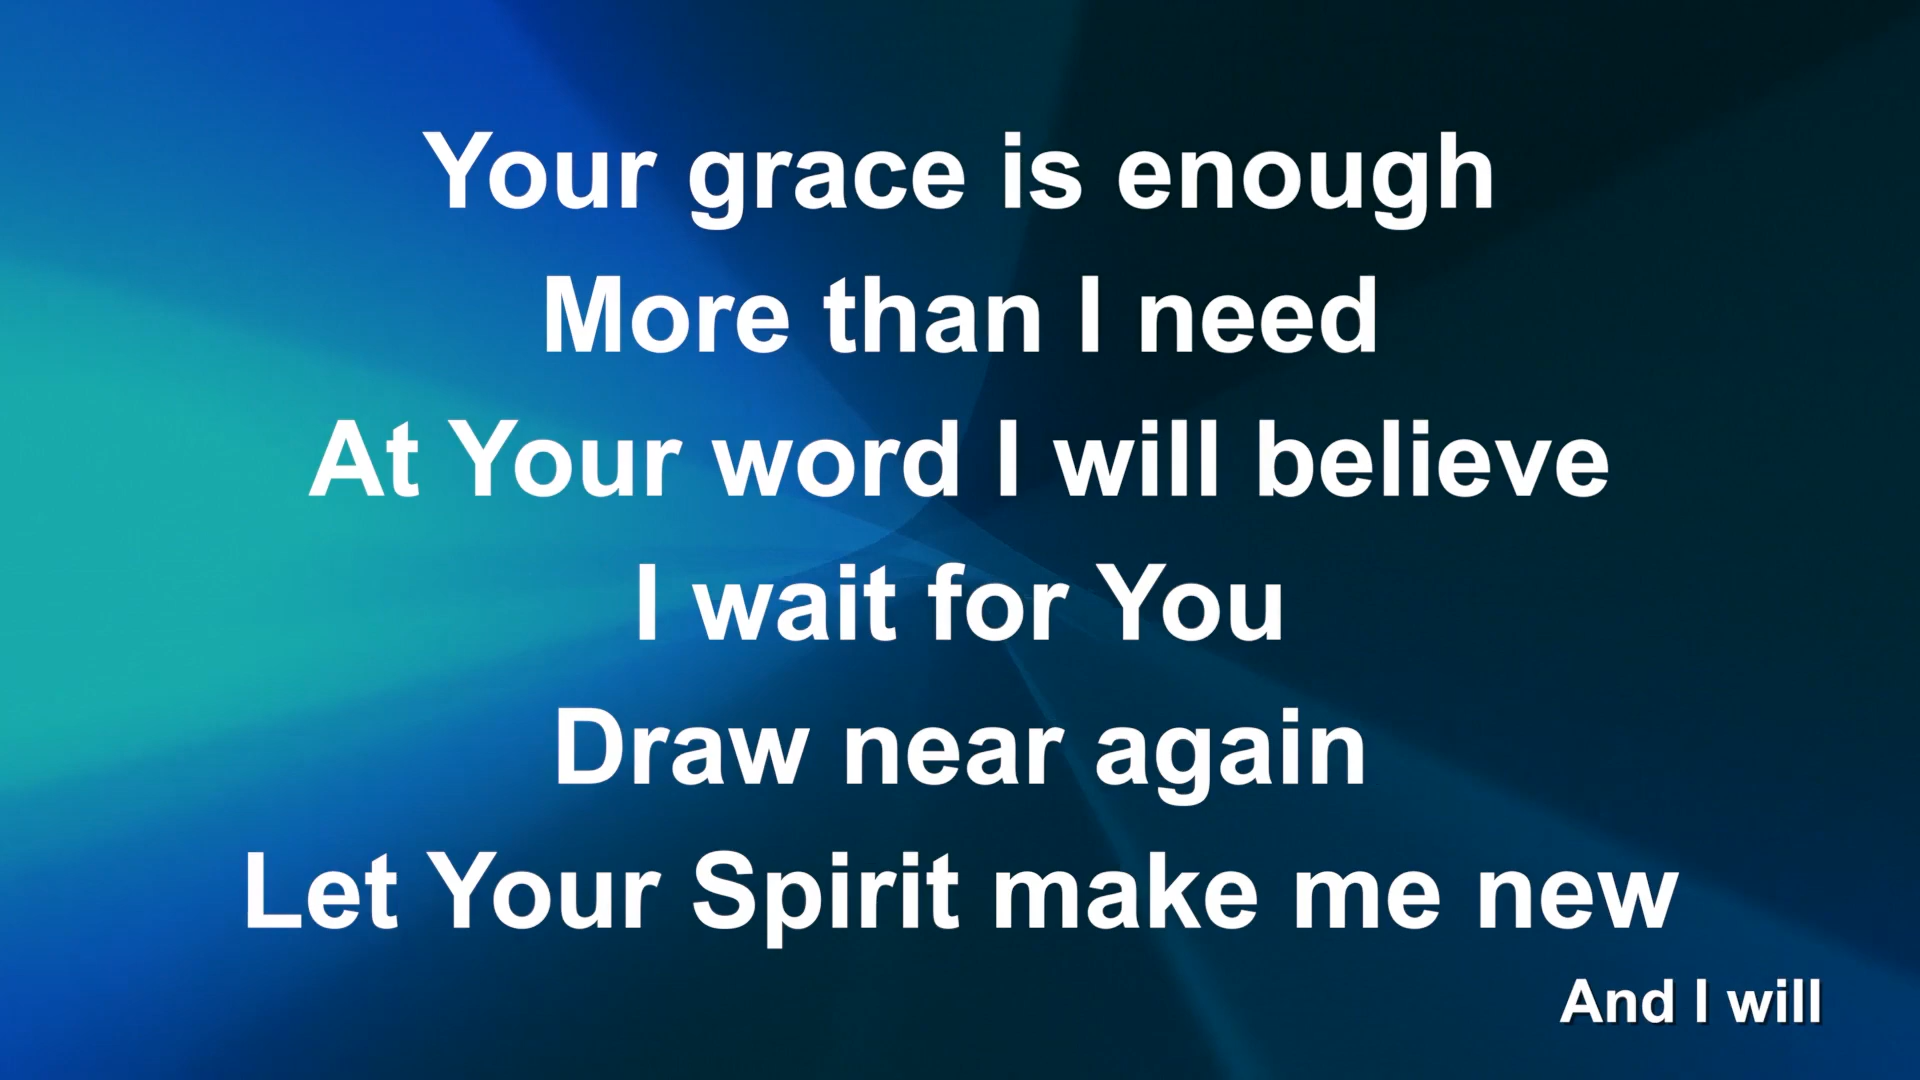 Your grace is enough
More than I need
At Your word I will believe
I wait for You
Draw near again
Let Your Spirit make me new
And I will